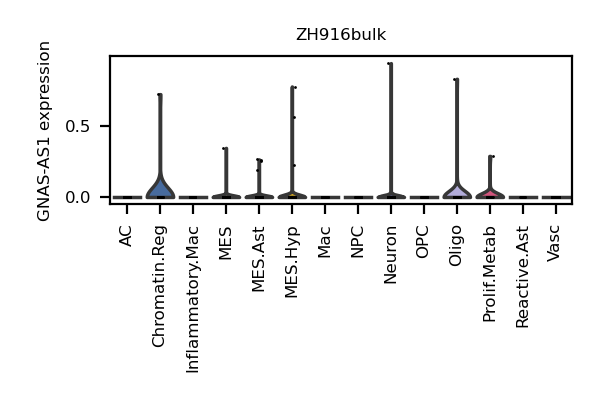 ZH916bulk
GNAS-AS1 expression
0.5
0.0
AC
Chromatin.Reg
Inflammatory.Mac
MES
MES.Ast
MES.Hyp
Mac
NPC
Neuron
OPC
Oligo
Prolif.Metab
Reactive.Ast
Vasc